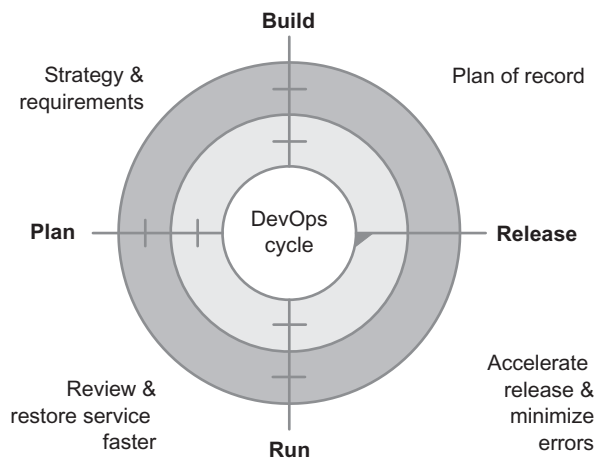 Build
Strategy &
requirements
Plan of record
Plan
DevOps
cycle
Release
Review &
restore service
faster
Accelerate
release &
minimize
errors
Run